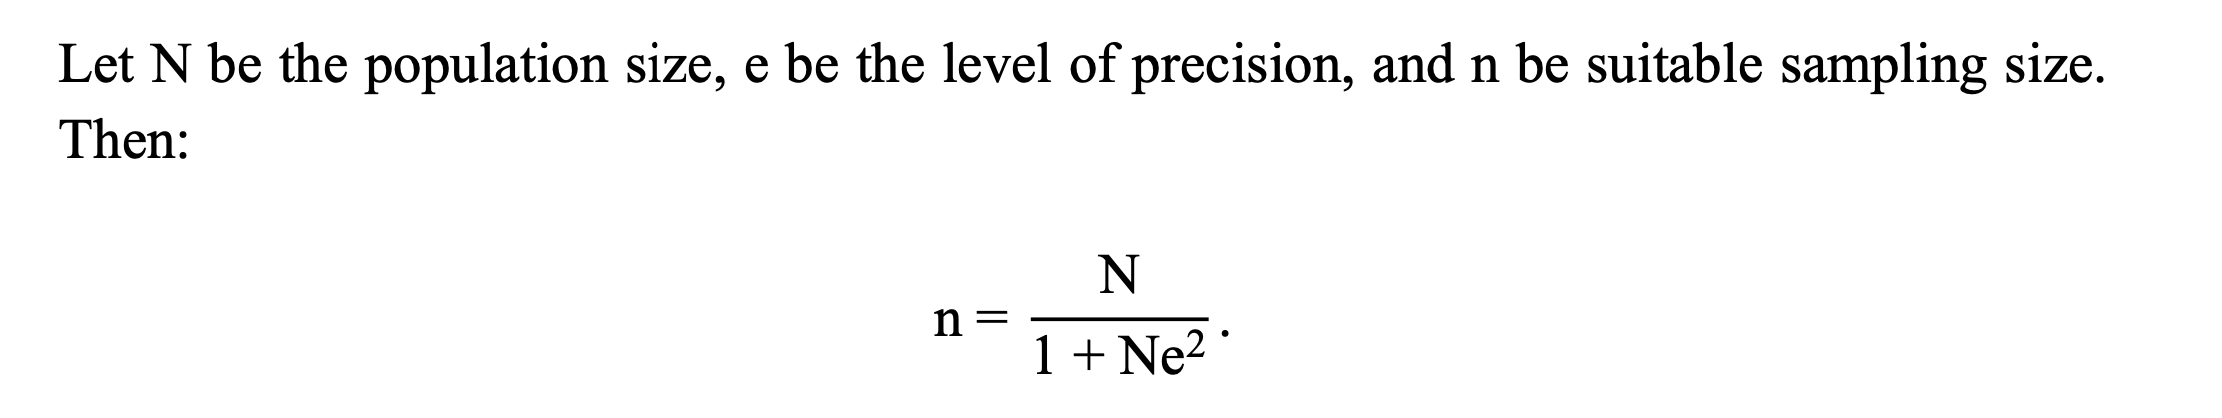 Let N be the population size, e be the level of precision, and n be suitable sampling size.
Then:
n = N / (1 + Ne²).